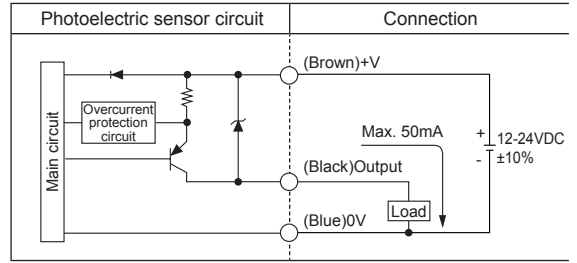 Photoelectric sensor circuit
Connection
(Brown)+V
Overcurrent
protection
circuit
Main circuit
Max. 50mA
+
12-24VDC
-
±10%
(Black)Output
Load
(Blue)0V